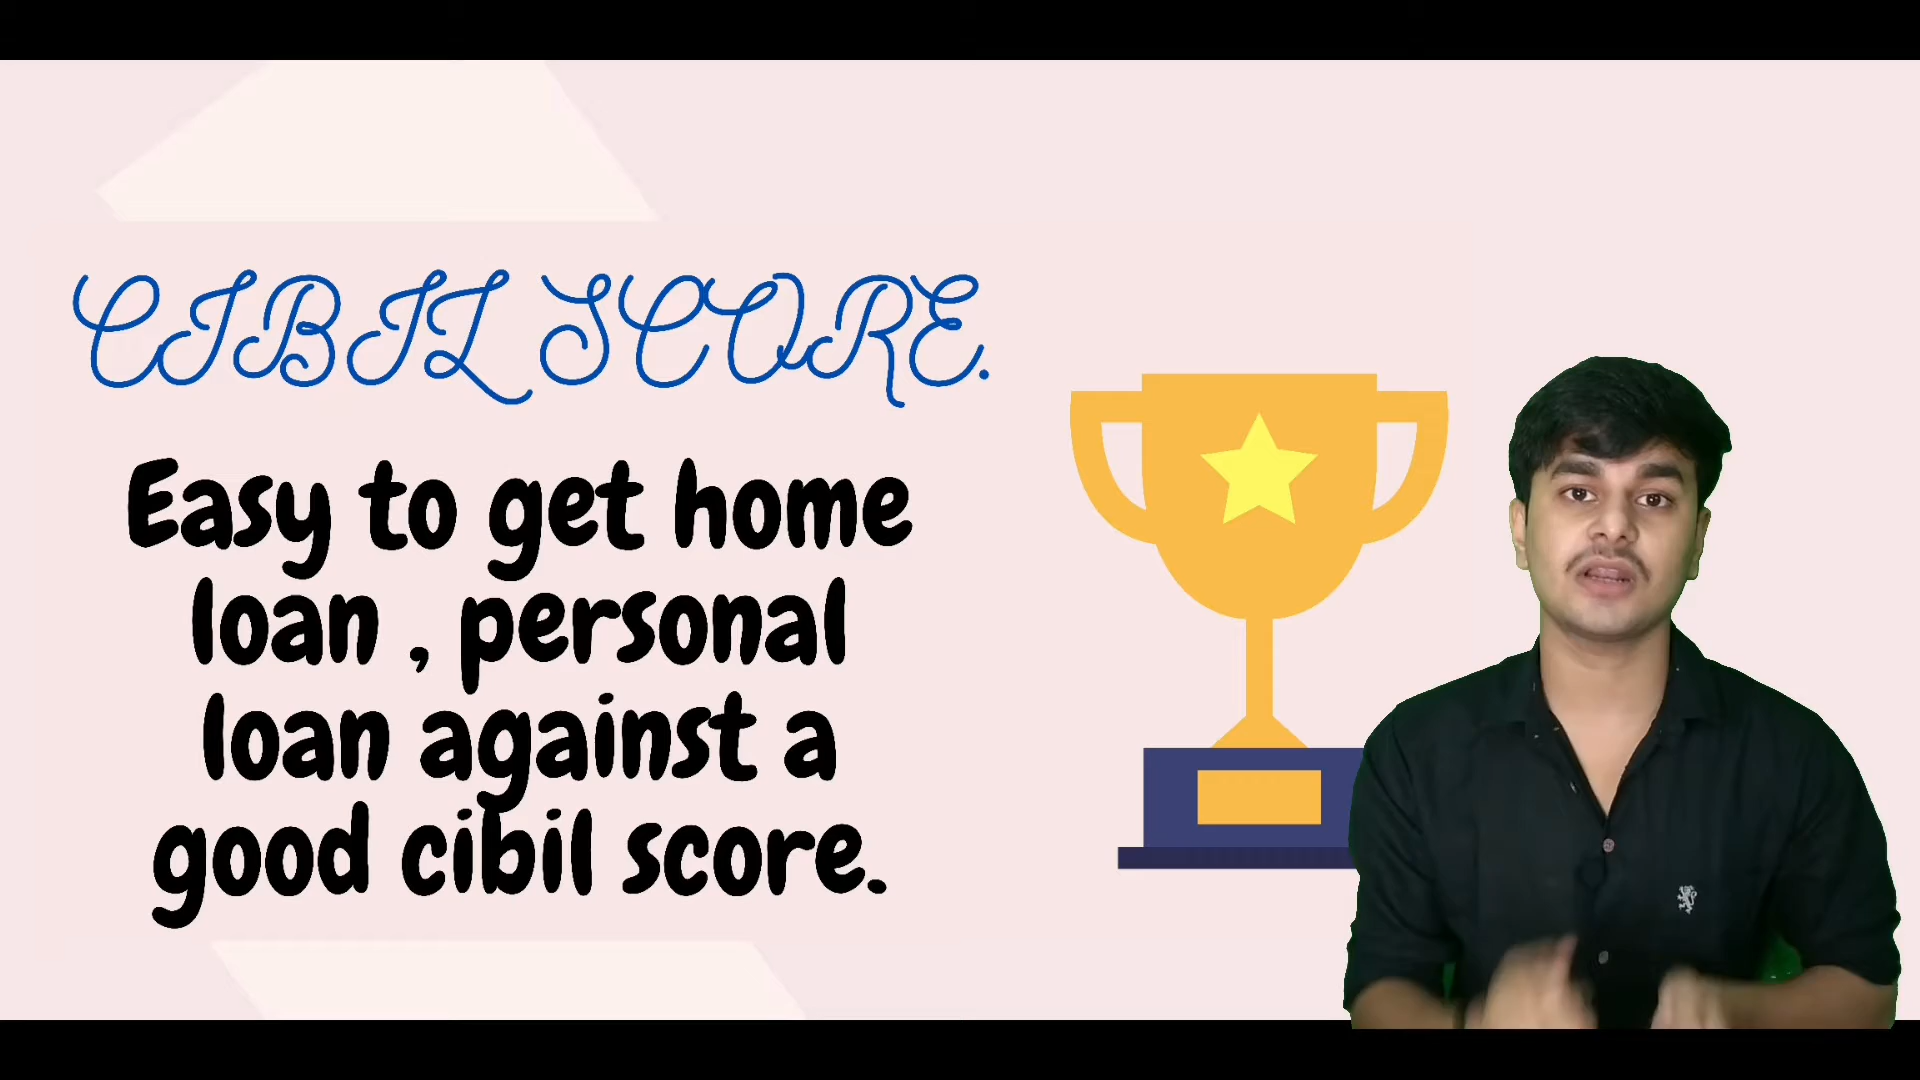 CIBIL SCORE.
Easy to get home
loan , personal
loan against a
good cibil score.